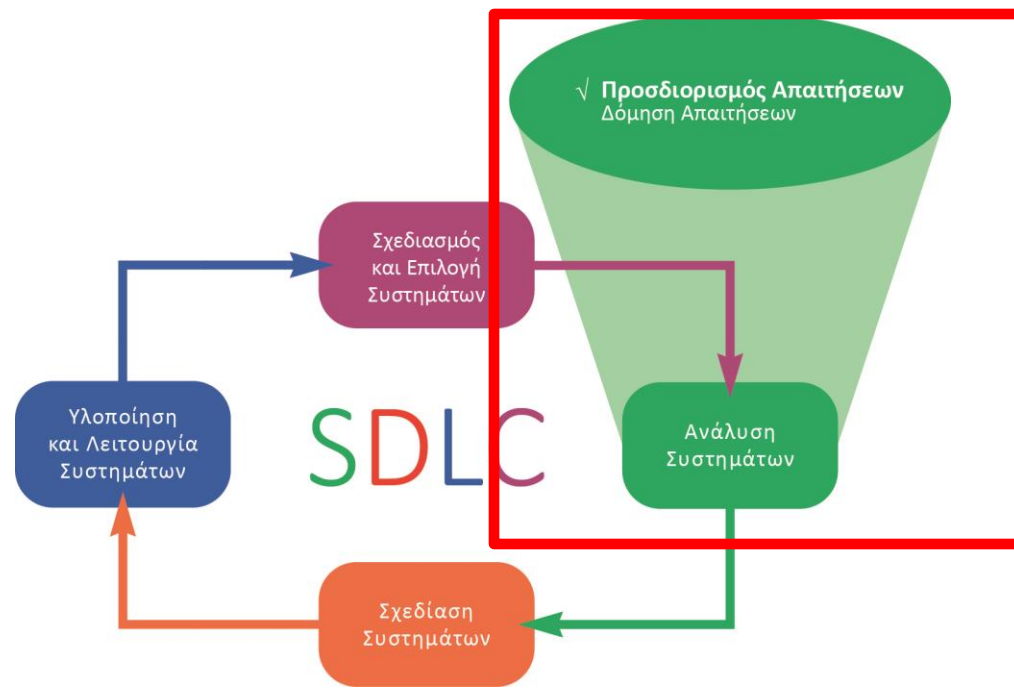 √ Προσδιορισμός Απαιτήσεων
Δόμηση Απαιτήσεων
Σχεδιασμός
και Επιλογή
Συστημάτων
Υλοποίηση
και Λειτουργία
Συστημάτων
SDLC
Ανάλυση
Συστημάτων
Σχεδίαση
Συστημάτων